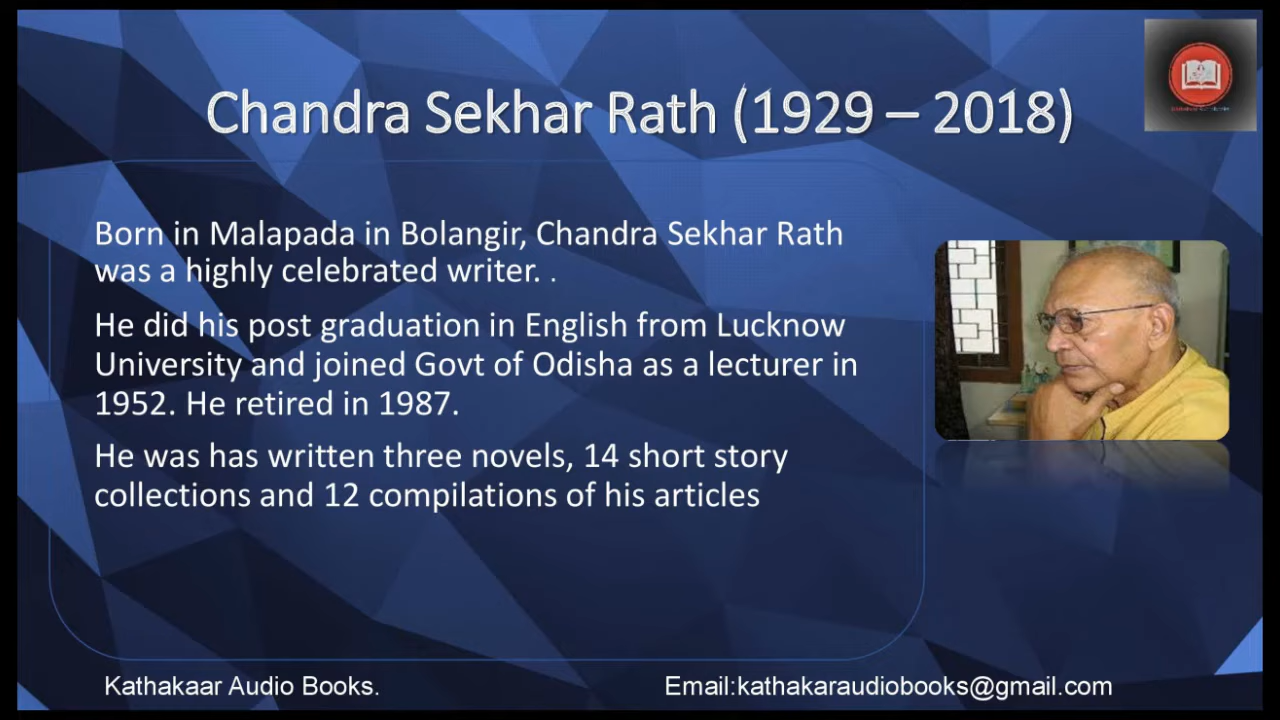 Chandra Sekhar Rath (1929 – 2018)
Born in Malapada in Bolangir, Chandra Sekhar Rath
was a highly celebrated writer. .
He did his post graduation in English from Lucknow
University and joined Govt of Odisha as a lecturer in
1952. He retired in 1987.
He was has written three novels, 14 short story
collections and 12 compilations of his articles
Kathakaar Audio Books.
Email:kathakaraudiobooks@gmail.com